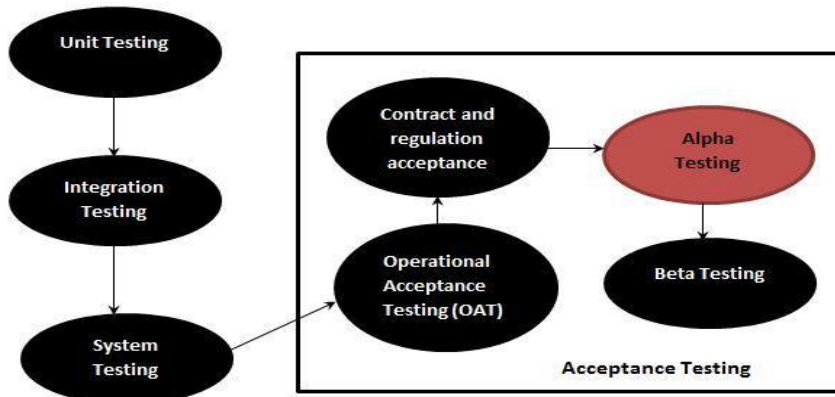 Unit Testing
Integration
Testing
System
Testing
Operational
Acceptance
Testing (OAT)
Contract and
regulation
acceptance
Alpha
Testing
Beta Testing
Acceptance Testing